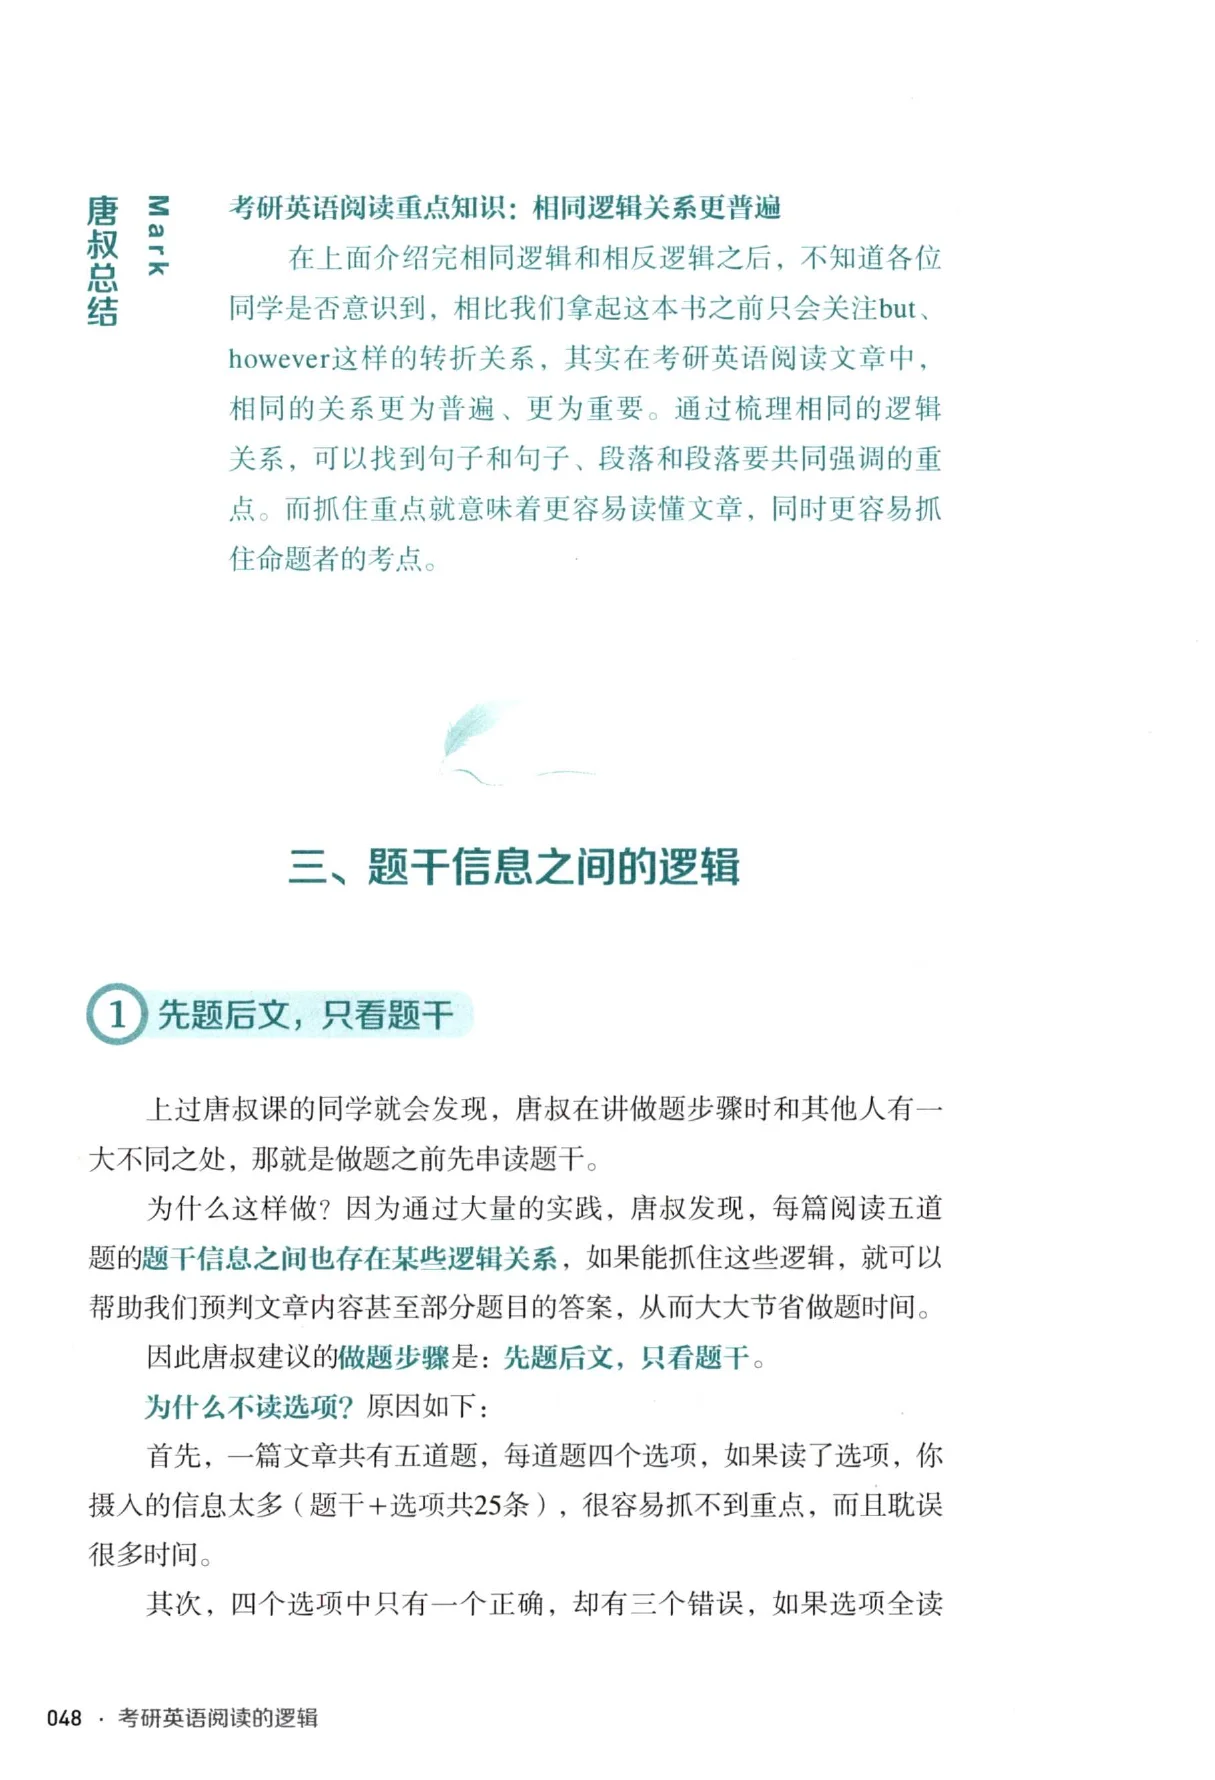 唐叔总结
Mark
考研英语阅读重点知识：相同逻辑关系更普遍
在上面介绍完相同逻辑和相反逻辑之后，不知道各位
同学是否意识到，相比我们拿起这本书之前只会关注but、
however这样的转折关系，其实在考研英语阅读文章中，
相同的关系更为普遍、更为重要。通过梳理相同的逻辑
关系，可以找到句子和句子、段落和段落要共同强调的重
点。而抓住重点就意味着更容易读懂文章，同时更容易抓
住命题者的考点。
三、题干信息之间的逻辑
1 先题后文，只看题干
上过唐叔课的同学就会发现，唐叔在讲做题步骤时和其他人有一
大不同之处，那就是做题之前先串读题干。
为什么这样做？因为通过大量的实践，唐叔发现，每篇阅读五道
题的题干信息之间也存在某些逻辑关系，如果能抓住这些逻辑，就可以
帮助我们预判文章内容甚至部分题目的答案，从而大大节省做题时间。
因此唐叔建议的做题步骤是：先题后文，只看题干。
为什么不读选项？原因如下：
首先，一篇文章共有五道题，每道题四个选项，如果读了选项，你
摄入的信息太多（题干+选项共25条），很容易抓不到重点，而且耽误
很多时间。
其次，四个选项中只有一个正确，却有三个错误，如果选项全读
048 · 考研英语阅读的逻辑